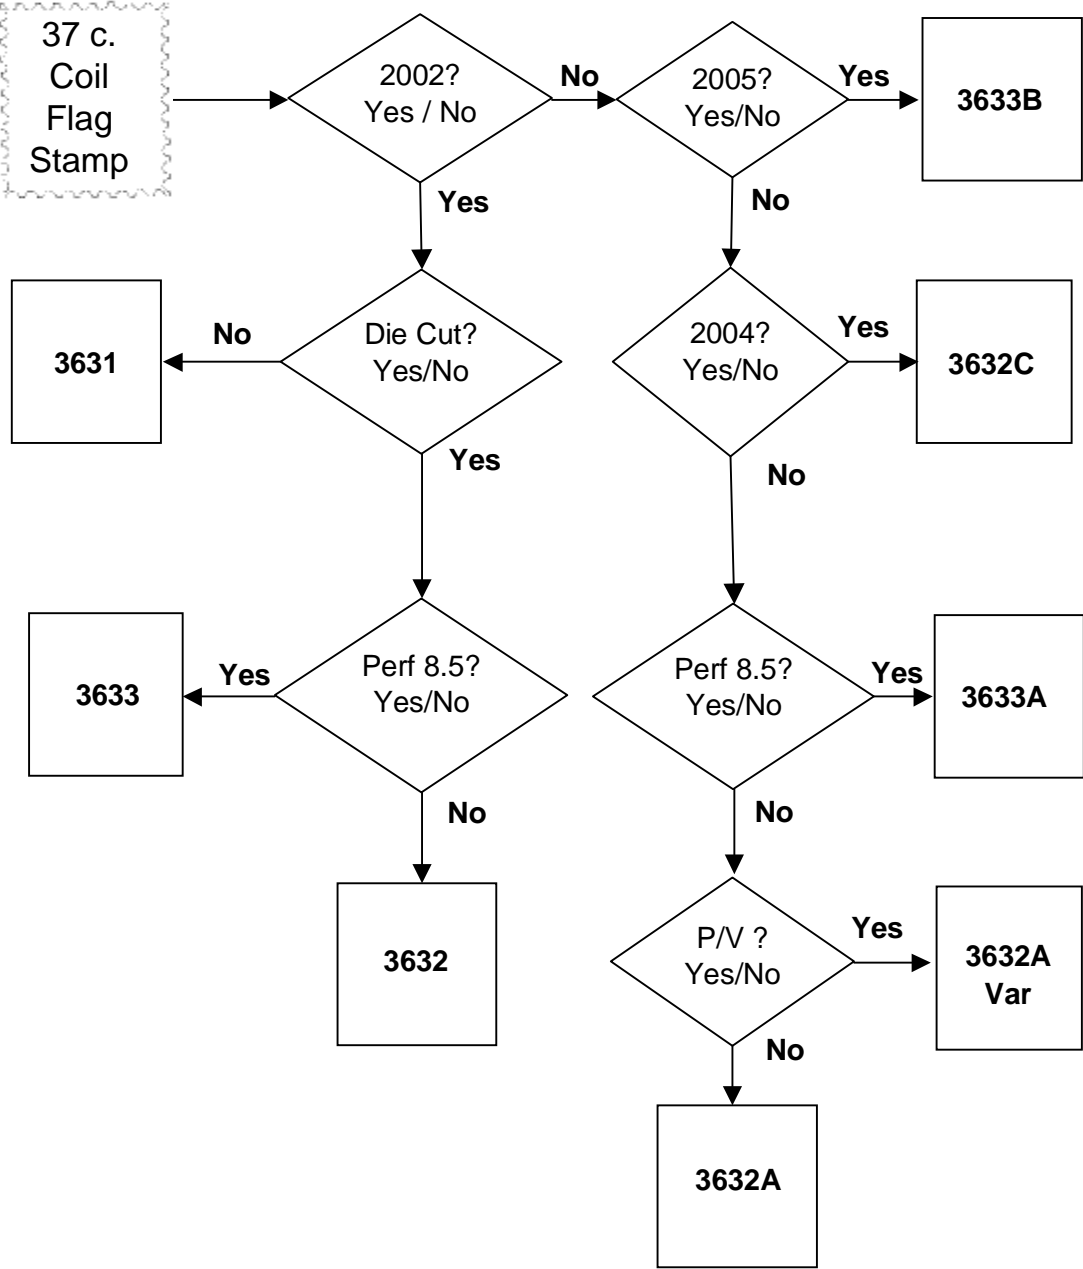 37 c.
Coil
Flag
Stamp
2002?
Yes / No
No
2005?
Yes/No
Yes
3633B
Yes
No
3631
No
Die Cut?
Yes/No
2004?
Yes/No
Yes
3632C
Yes
No
3633
Yes
Perf 8.5?
Yes/No
Perf 8.5?
Yes/No
Yes
3633A
No
No
3632
P/V ?
Yes/No
Yes
3632A
Var
No
3632A